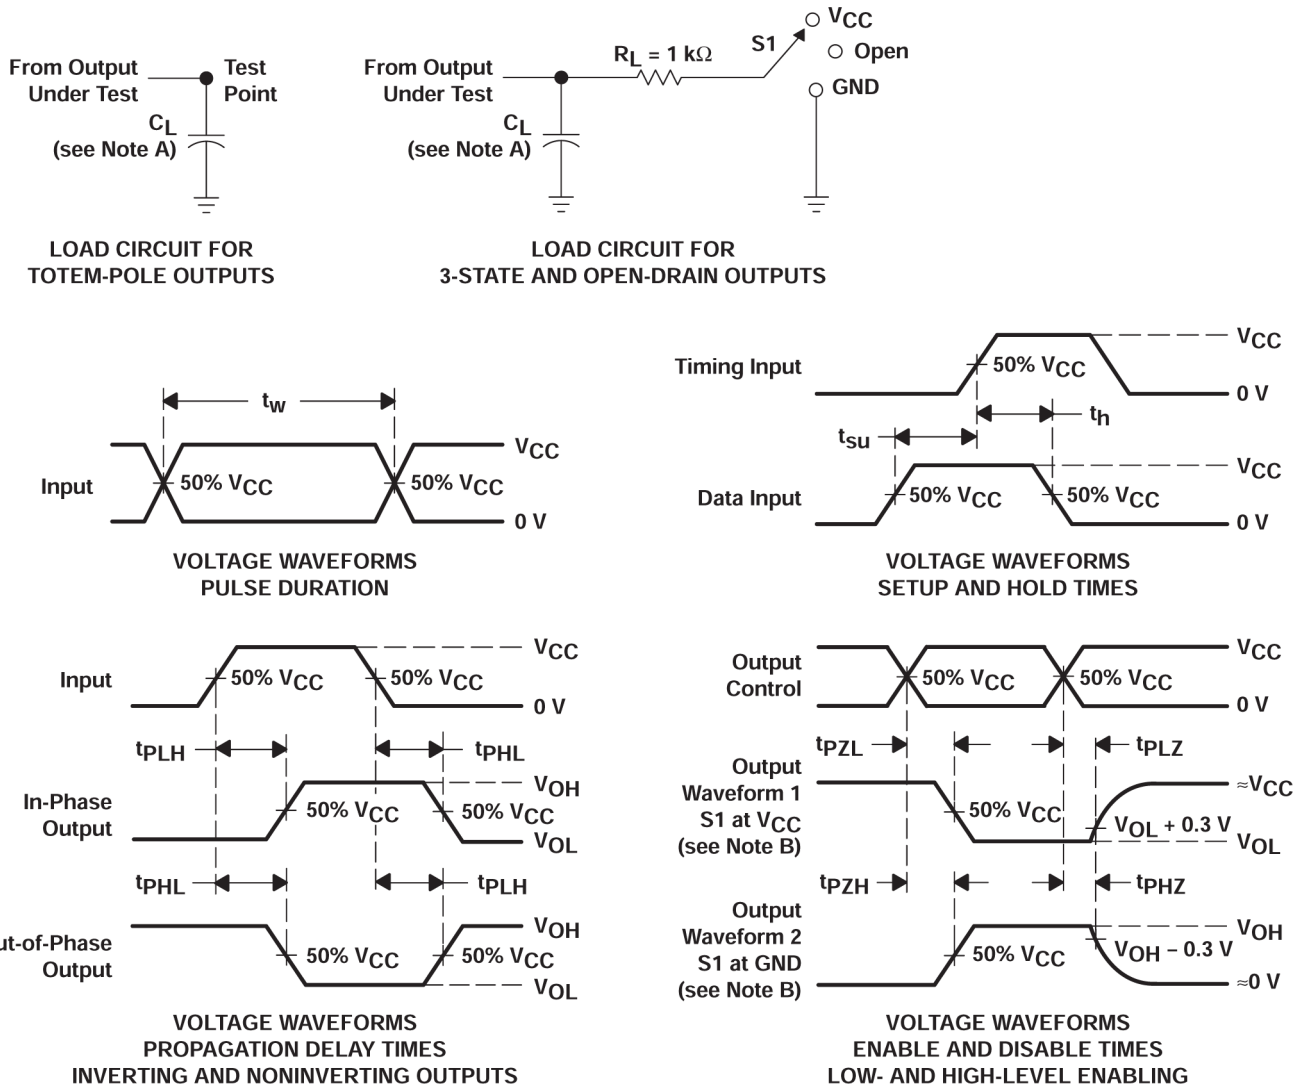 From Output
Under Test
Test
Point
CL
(see Note A)
LOAD CIRCUIT FOR
TOTEM-POLE OUTPUTS
From Output
Under Test
RL = 1 kΩ
S1
VCC
Open
GND
CL
(see Note A)
LOAD CIRCUIT FOR
3-STATE AND OPEN-DRAIN OUTPUTS
tw
Input
50% VCC
50% VCC
VCC
0 V
VOLTAGE WAVEFORMS
PULSE DURATION
Timing Input
50% VCC
VCC
0 V
tsu
th
Data Input
50% VCC
50% VCC
VCC
0 V
VOLTAGE WAVEFORMS
SETUP AND HOLD TIMES
Input
50% VCC
50% VCC
VCC
0 V
tPLH
tPHL
In-Phase
Output
50% VCC
50% VCC
VOH
VOL
tPHL
tPLH
ut-of-Phase
Output
50% VCC
50% VCC
VOH
VOL
VOLTAGE WAVEFORMS
PROPAGATION DELAY TIMES
INVERTING AND NONINVERTING OUTPUTS
Output
Control
50% VCC
50% VCC
VCC
0 V
tPZL
tPLZ
Output
Waveform 1
S1 at VCC
(see Note B)
50% VCC
≈VCC
VOL + 0.3 V
VOL
tPZH
tPHZ
Output
Waveform 2
S1 at GND
(see Note B)
50% VCC
VOH
VOH − 0.3 V
≈0 V
VOLTAGE WAVEFORMS
ENABLE AND DISABLE TIMES
LOW- AND HIGH-LEVEL ENABLING